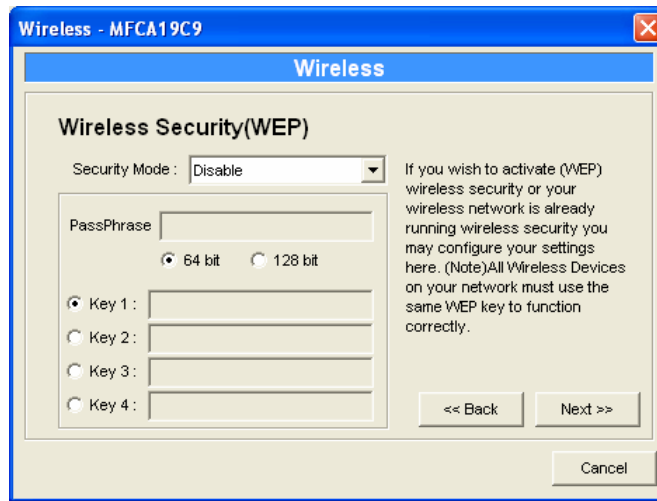 Wireless - MFCA19C9
Wireless
Wireless Security(WEP)
Security Mode : Disable
PassPhrase
64 bit 128 bit
Key 1 :
Key 2 :
Key 3 :
Key 4 :
If you wish to activate (WEP)
wireless security or your
wireless network is already
running wireless security you
may configure your settings
here. (Note)All Wireless Devices
on your network must use the
same WEP key to function
correctly.
<< Back Next >>
Cancel